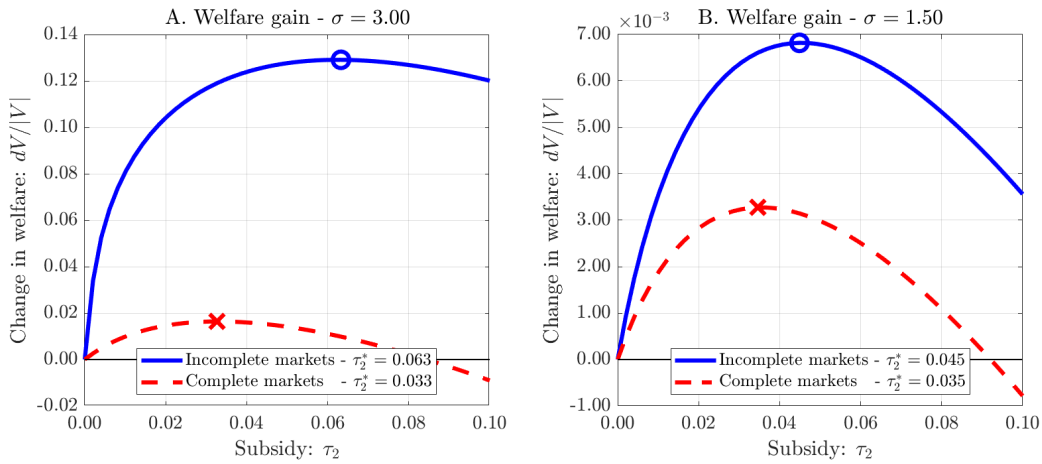 A. Welfare gain - σ = 3.00
Change in welfare: dV/|V|
0.14
0.12
0.10
0.08
0.06
0.04
0.02
0.00
-0.02
Incomplete markets - τ₂* = 0.063
Complete markets - τ₂* = 0.033
0.00 0.02 0.04 0.06 0.08 0.10
Subsidy: τ₂
B. Welfare gain - σ = 1.50
×10⁻³
Change in welfare: dV/|V|
7.00
6.00
5.00
4.00
3.00
2.00
1.00
0.00
-1.00
Incomplete markets - τ₂* = 0.045
Complete markets - τ₂* = 0.035
0.00 0.02 0.04 0.06 0.08 0.10
Subsidy: τ₂